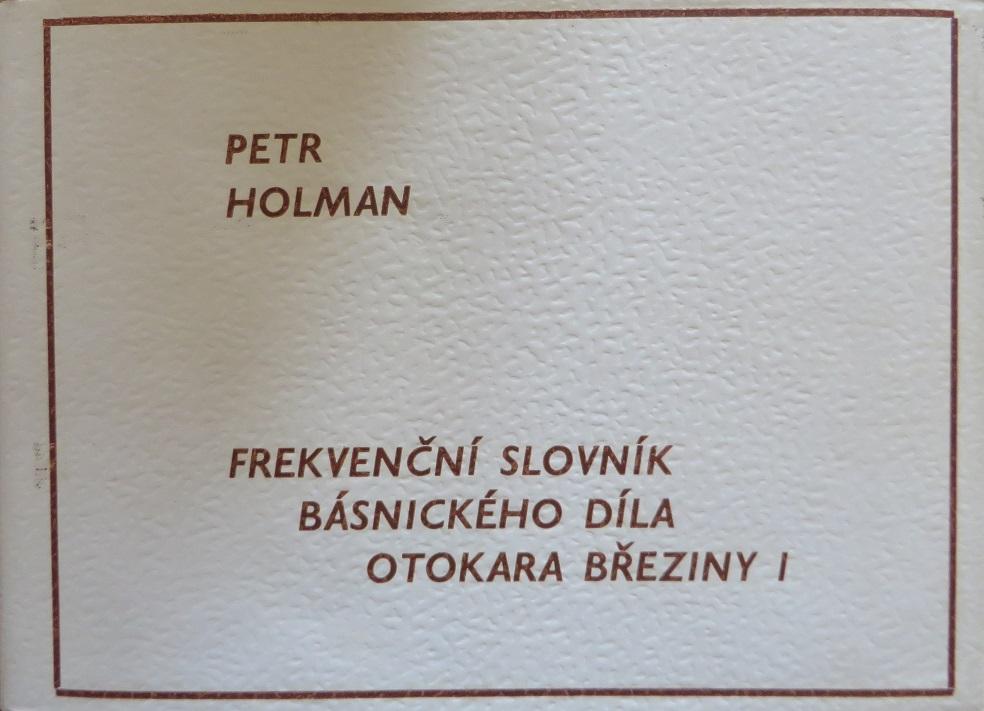 PETR
HOLMAN
FREKVENČNÍ SLOVNÍK
BÁSNICKÉHO DÍLA
OTOKARA BŘEZINY I